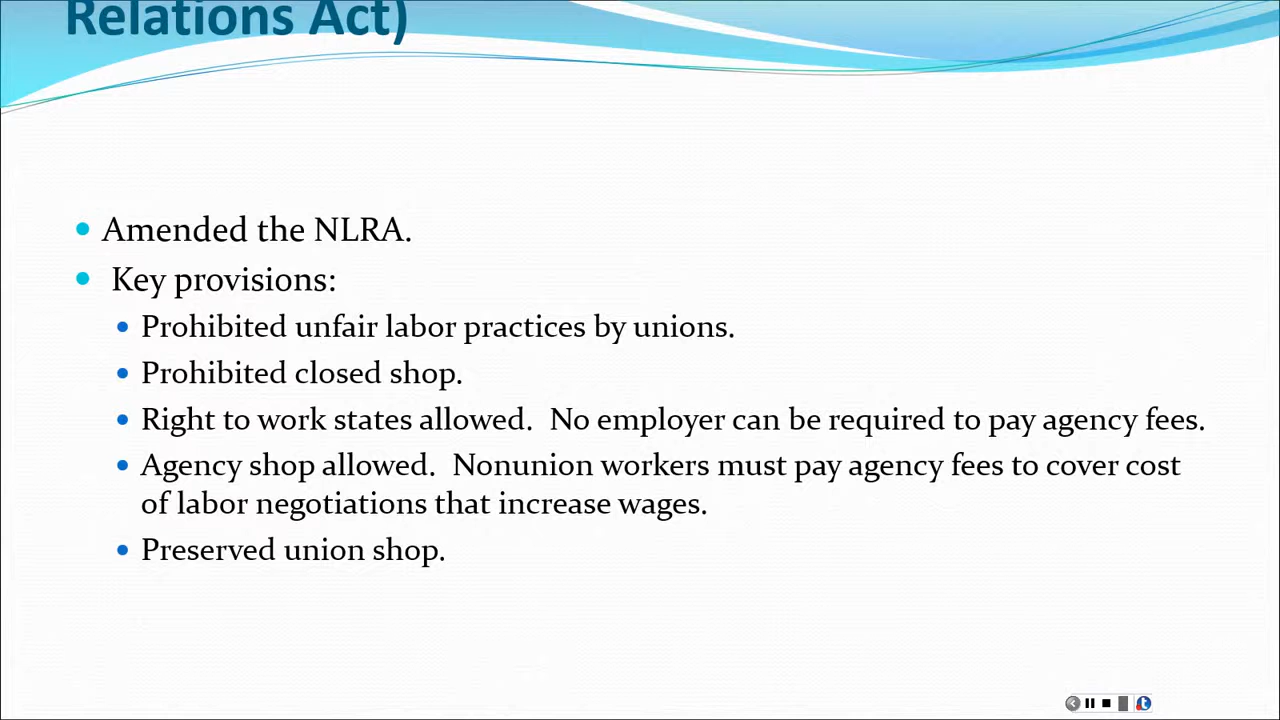 Relations Act)
Amended the NLRA.
Key provisions:
Prohibited unfair labor practices by unions.
Prohibited closed shop.
Right to work states allowed. No employer can be required to pay agency fees.
Agency shop allowed. Nonunion workers must pay agency fees to cover cost
of labor negotiations that increase wages.
Preserved union shop.